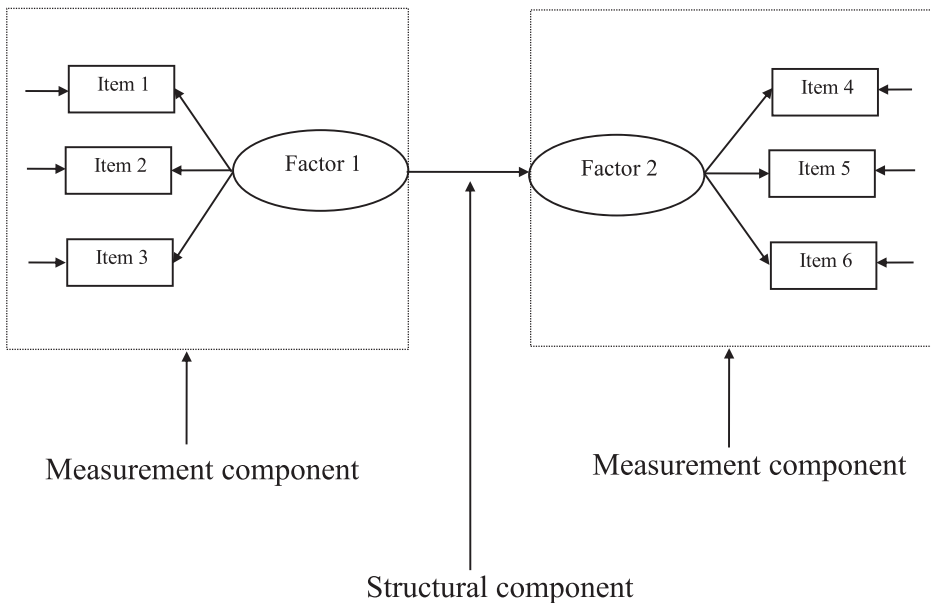 Item 1
Item 2
Item 3
Factor 1
Factor 2
Item 4
Item 5
Item 6
Measurement component
Measurement component
Structural component